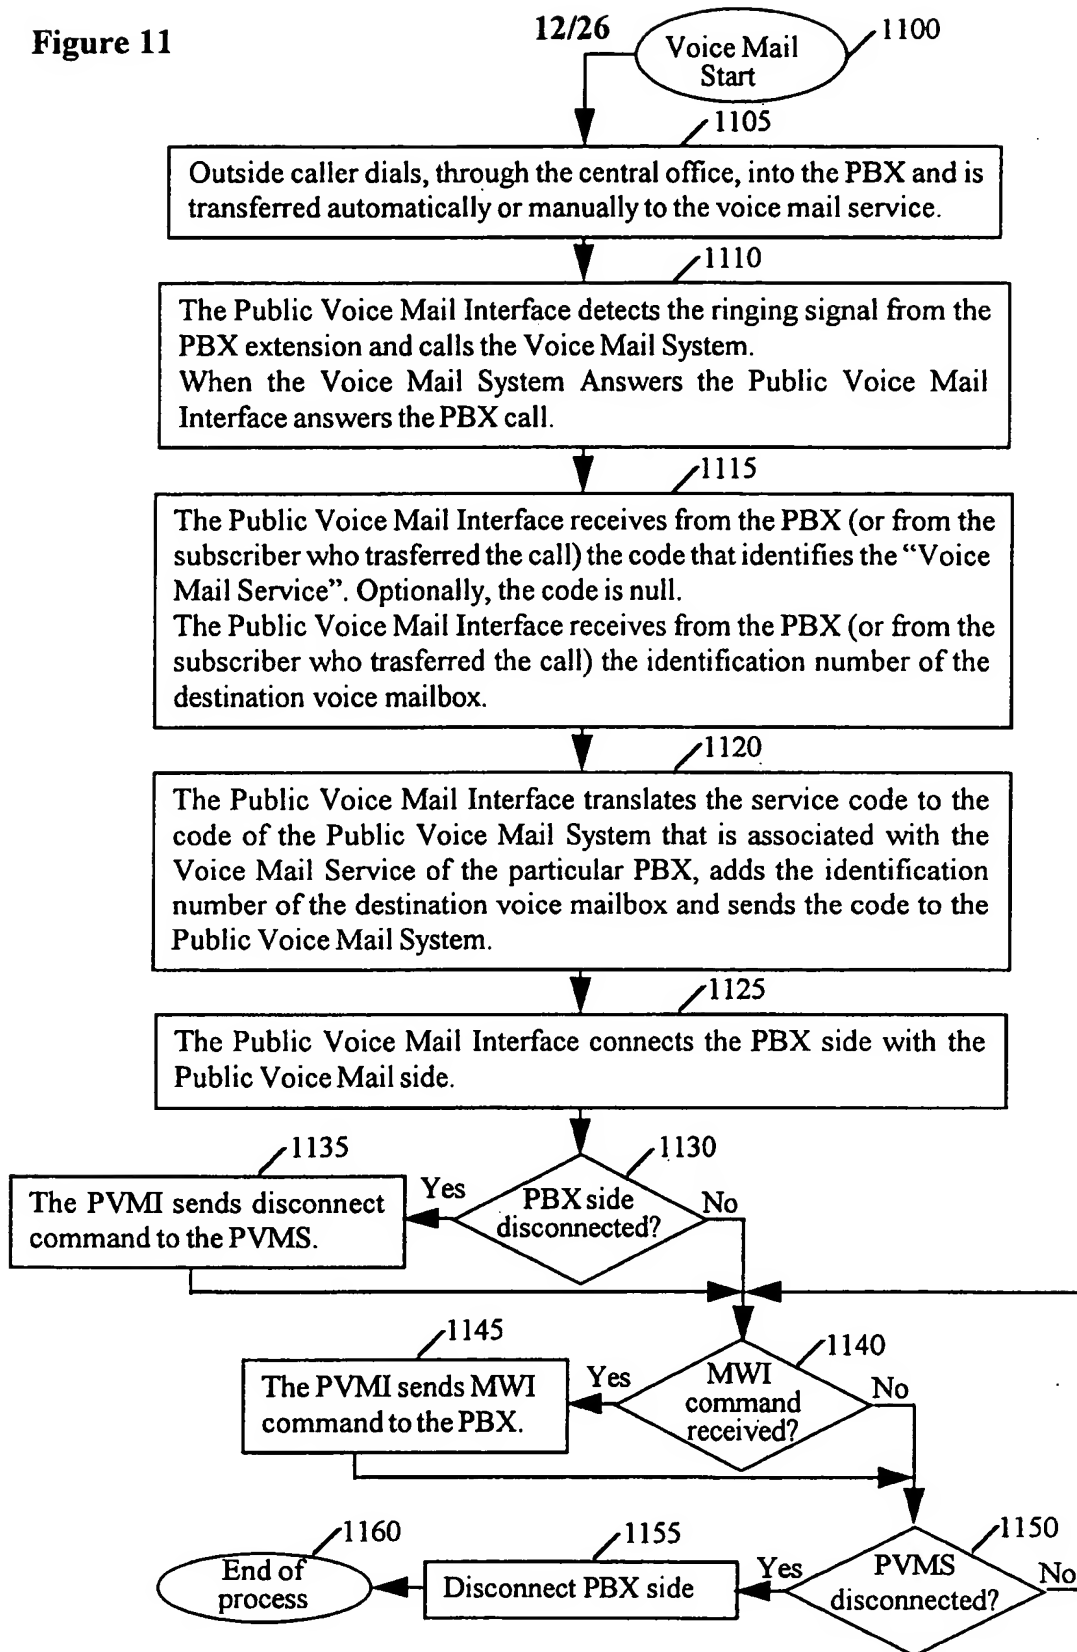 Figure 11
12/26
1100
Voice Mail
Start
1105
Outside caller dials, through the central office, into the PBX and is
transferred automatically or manually to the voice mail service.
1110
The Public Voice Mail Interface detects the ringing signal from the
PBX extension and calls the Voice Mail System.
When the Voice Mail System Answers the Public Voice Mail
Interface answers the PBX call.
1115
The Public Voice Mail Interface receives from the PBX (or from the
subscriber who trasferred the call) the code that identifies the “Voice
Mail Service”. Optionally, the code is null.
The Public Voice Mail Interface receives from the PBX (or from the
subscriber who trasferred the call) the identification number of the
destination voice mailbox.
1120
The Public Voice Mail Interface translates the service code to the
code of the Public Voice Mail System that is associated with the
Voice Mail Service of the particular PBX, adds the identification
number of the destination voice mailbox and sends the code to the
Public Voice Mail System.
1125
The Public Voice Mail Interface connects the PBX side with the
Public Voice Mail side.
1135
1130
The PVMI sends disconnect
command to the PVMS.
Yes
PBX side
disconnected?
No
1145
1140
The PVMI sends MWI
command to the PBX.
Yes
MWI
command
received?
No
1160
1155
1150
End of
process
Disconnect PBX side
Yes
PVMS
disconnected?
No